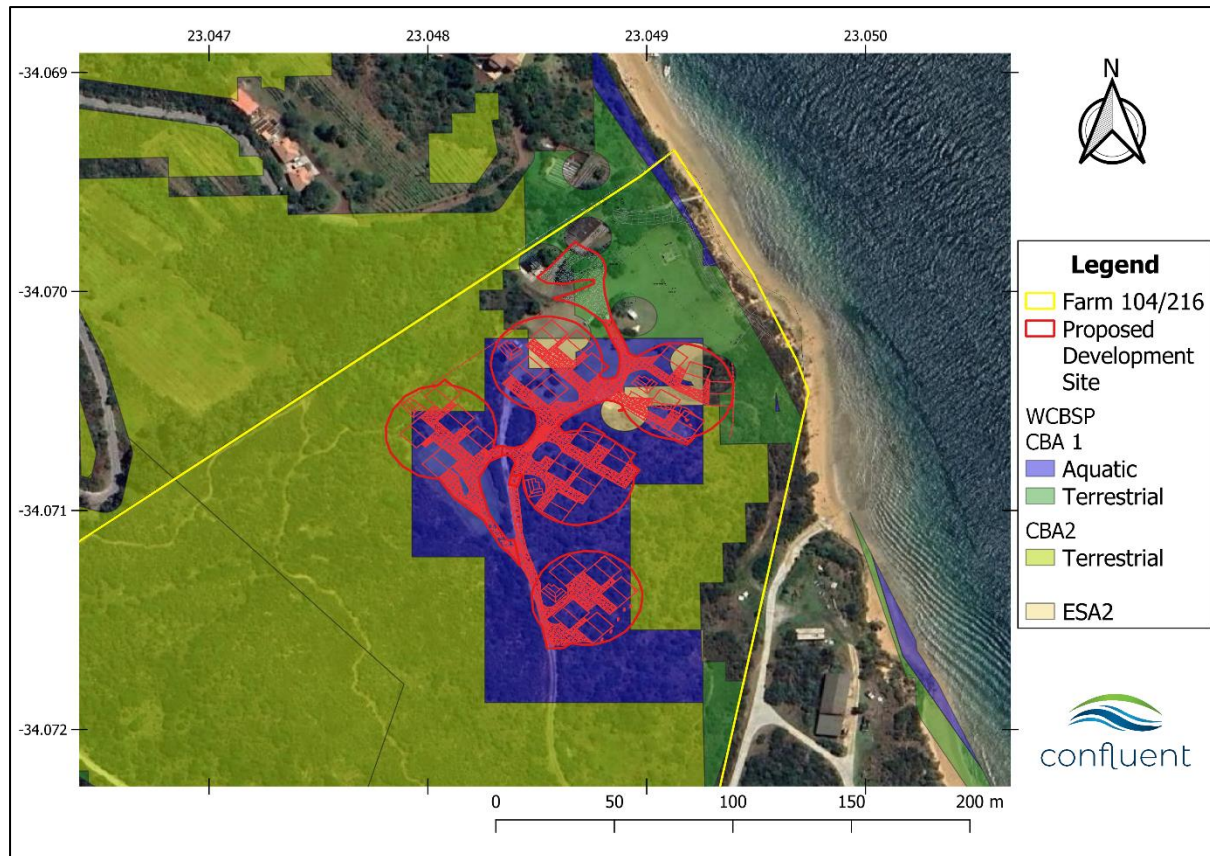 23.047 23.048 23.049 23.050
-34.069
-34.070
-34.071
-34.072
N
Legend
Farm 104/216
Proposed
Development
Site
WCBSP
CBA 1
Aquatic
Terrestrial
CBA2
Terrestrial
ESA2
confluent
0 50 100 150 200 m